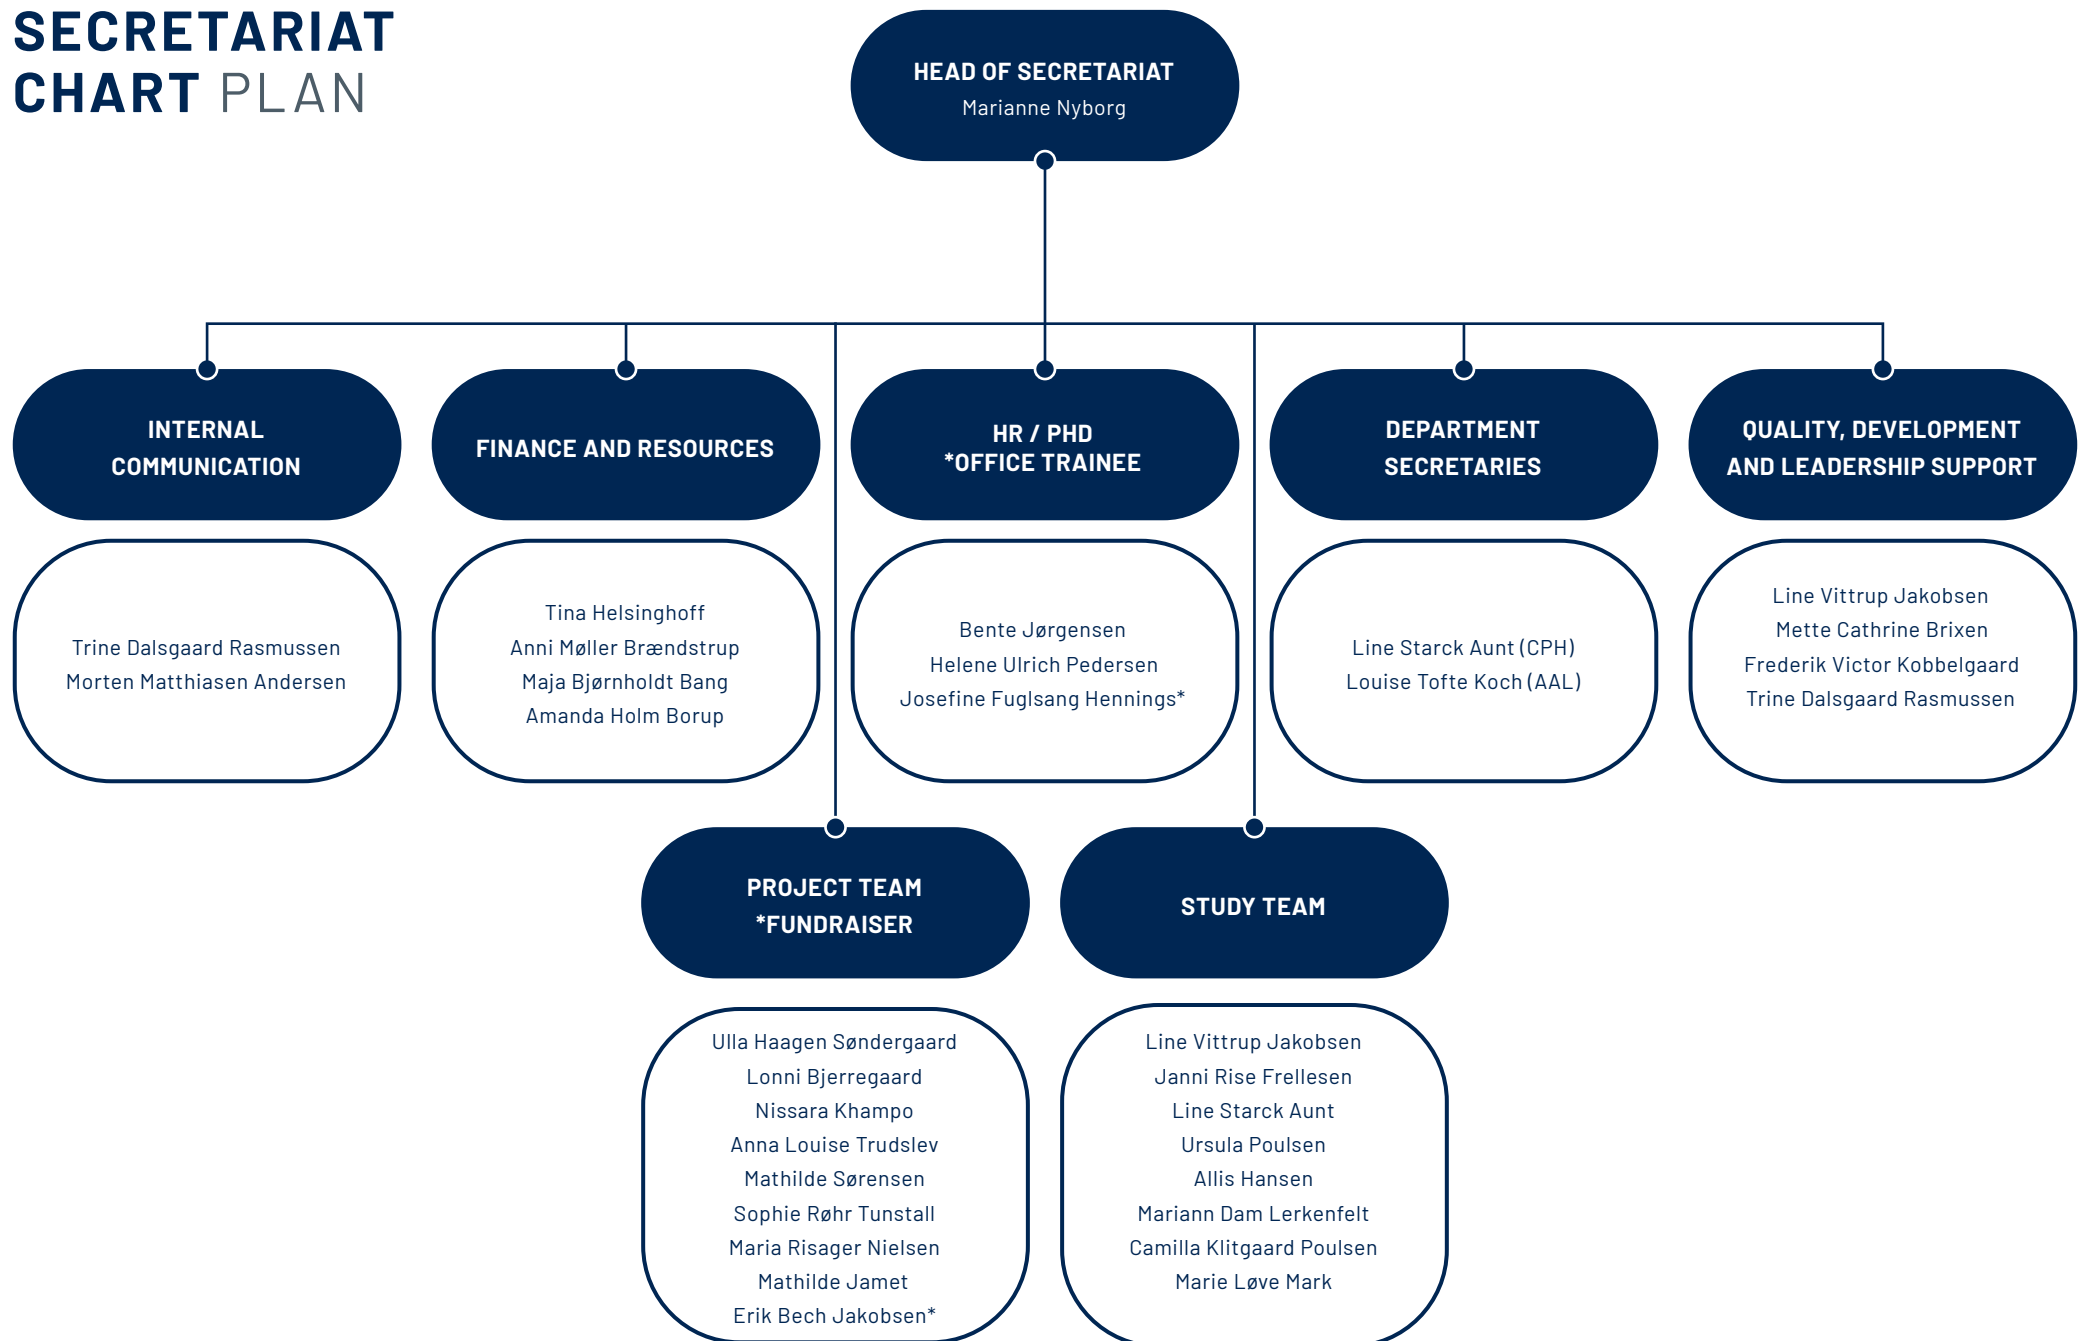 SECRETARIAT
CHART PLAN
HEAD OF SECRETARIAT
Marianne Nyborg
INTERNAL
COMMUNICATION
Trine Dalsgaard Rasmussen
Morten Matthiasen Andersen
FINANCE AND RESOURCES
Tina Helsinghoff
Anni Møller Brændstrup
Maja Bjørnholdt Bang
Amanda Holm Borup
HR / PHD
*OFFICE TRAINEE
Bente Jørgensen
Helene Ulrich Pedersen
Josefine Fuglsang Hennings*
DEPARTMENT
SECRETARIES
Line Starck Aunt (CPH)
Louise Tofte Koch (AAL)
QUALITY, DEVELOPMENT
AND LEADERSHIP SUPPORT
Line Vittrup Jakobsen
Mette Cathrine Brixen
Frederik Victor Kobbelgaard
Trine Dalsgaard Rasmussen
PROJECT TEAM
*FUNDRAISER
Ulla Haagen Søndergaard
Lonni Bjerregaard
Nissara Khampo
Anna Louise Trudslev
Mathilde Sørensen
Sophie Røhr Tunstall
Maria Risager Nielsen
Mathilde Jamet
Erik Bech Jakobsen*
STUDY TEAM
Line Vittrup Jakobsen
Janni Rise Frellesen
Line Starck Aunt
Ursula Poulsen
Allis Hansen
Mariann Dam Lerkenfelt
Camilla Klitgaard Poulsen
Marie Løve Mark